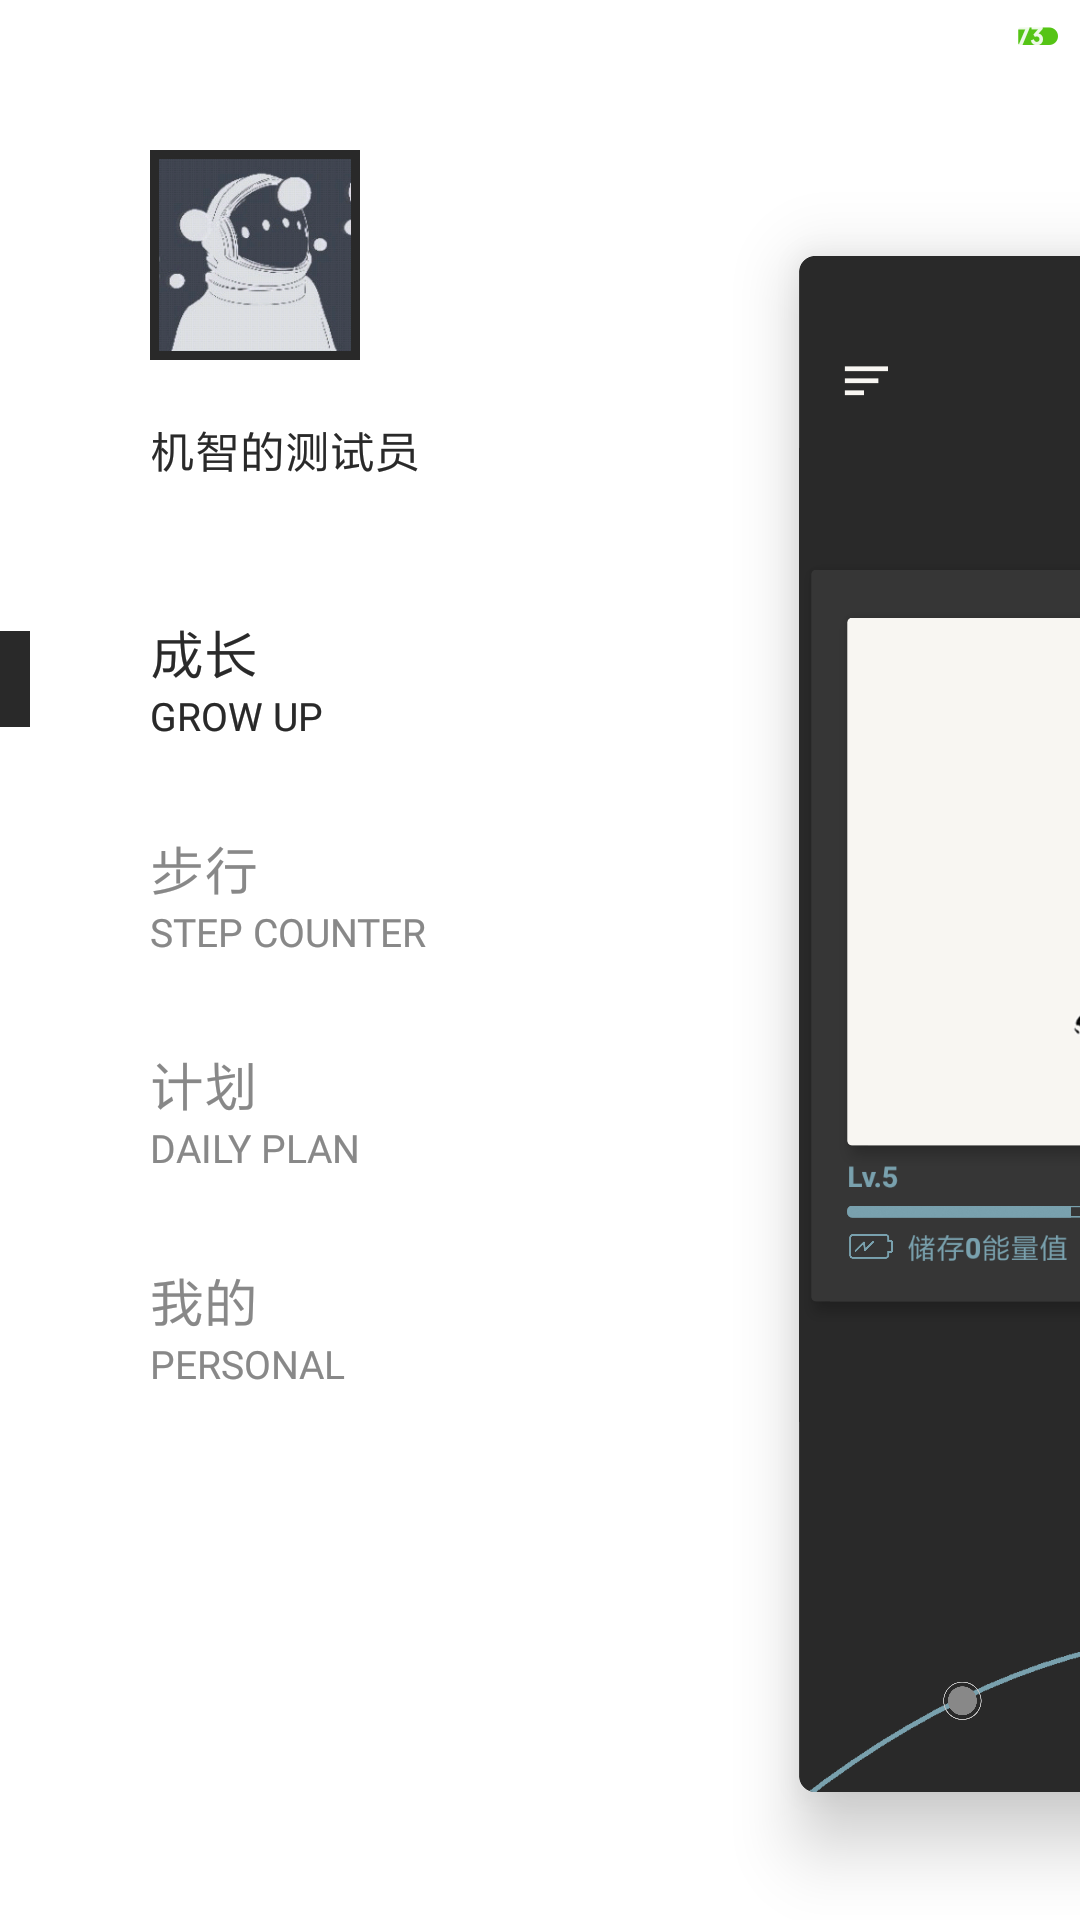 73
机智的测试员
成长
GROW UP
步行
STEP COUNTER
计划
DAILY PLAN
我的
PERSONAL
Lv.5
储存0能量值